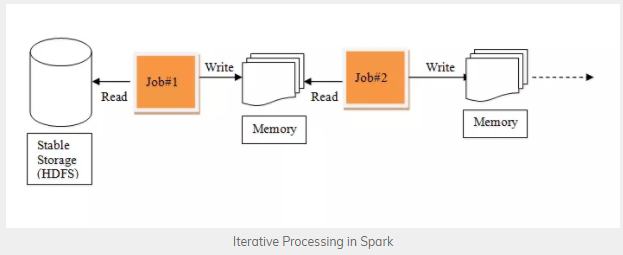 Write
Write
Job#1
Job#2
Read
Read
Memory
Memory
Stable
Storage
(HDFS)
Iterative Processing in Spark